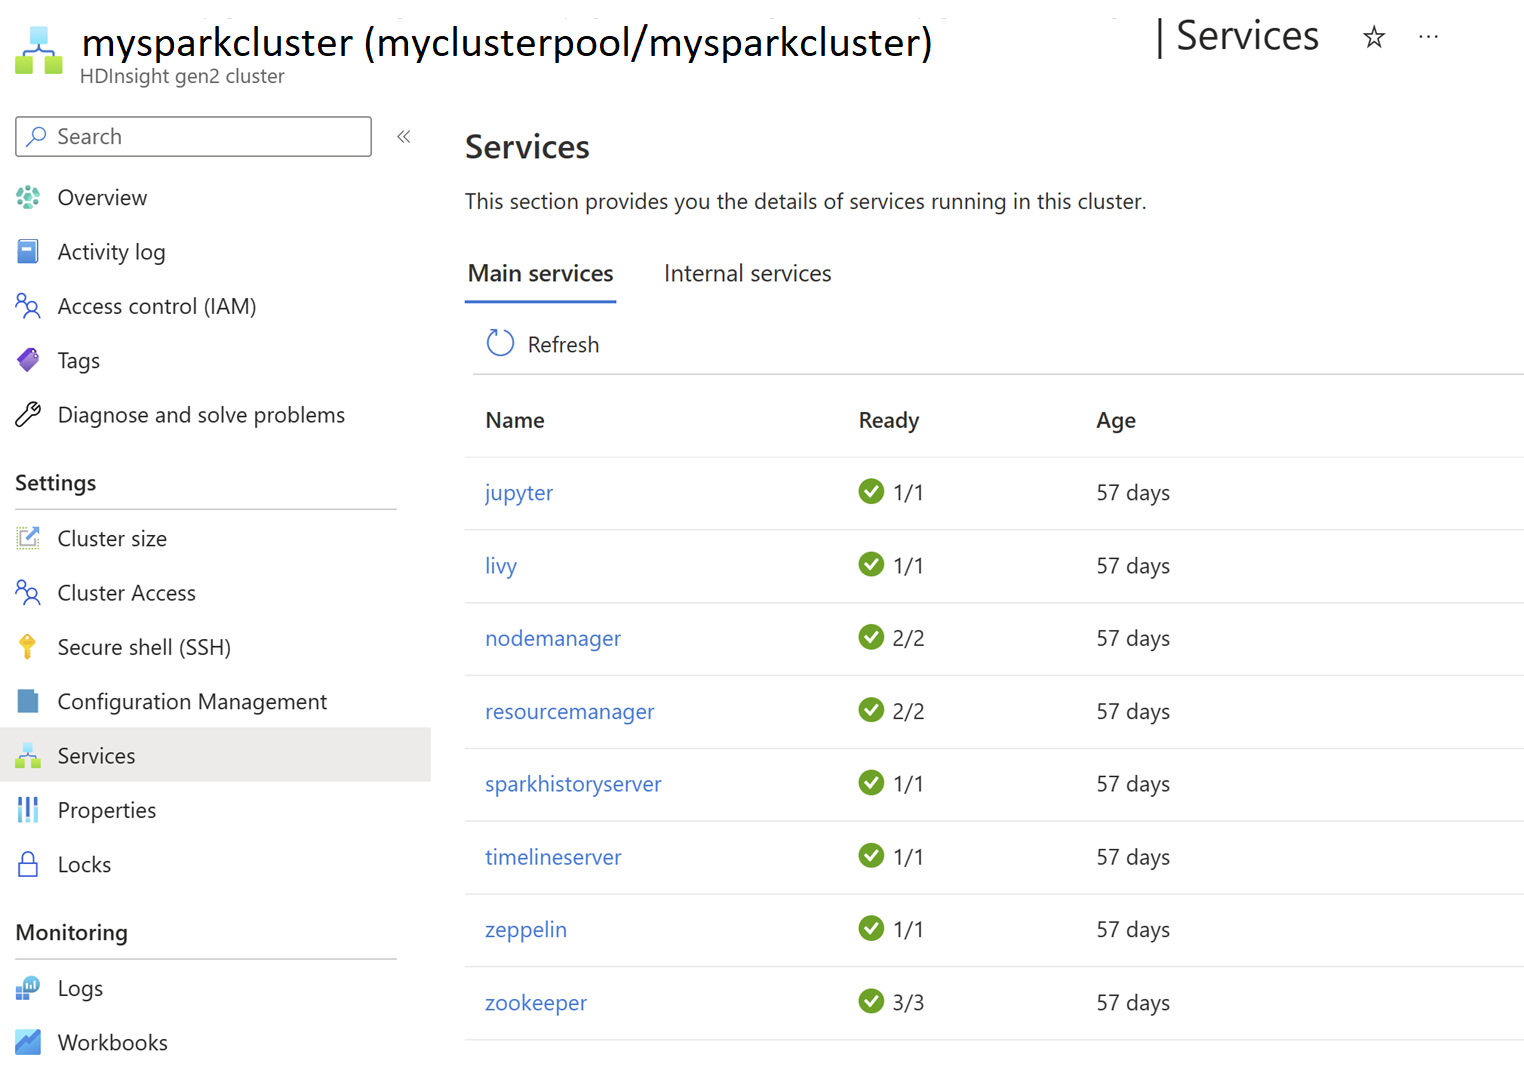 mysparkcluster (myclusterpool/mysparkcluster) | Services
HDInsight gen2 cluster
Search
Overview
Activity log
Access control (IAM)
Tags
Diagnose and solve problems
Settings
Cluster size
Cluster Access
Secure shell (SSH)
Configuration Management
Services
Properties
Locks
Monitoring
Logs
Workbooks
Services
This section provides you the details of services running in this cluster.
Main services Internal services
Refresh
Name Ready Age
jupyter 1/1 57 days
livy 1/1 57 days
nodemanager 2/2 57 days
resourcemanager 2/2 57 days
sparkhistoryserver 1/1 57 days
timelineserver 1/1 57 days
zeppelin 1/1 57 days
zookeeper 3/3 57 days